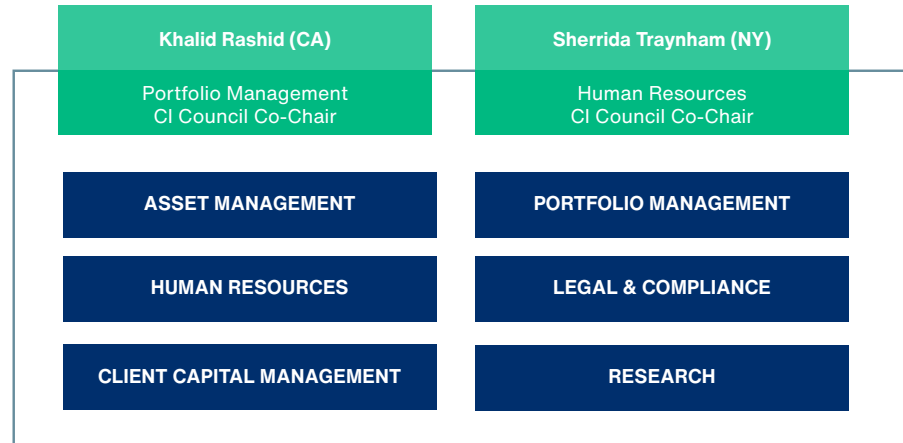 Khalid Rashid (CA)
Portfolio Management
CI Council Co-Chair
Sherrida Traynham (NY)
Human Resources
CI Council Co-Chair
ASSET MANAGEMENT
PORTFOLIO MANAGEMENT
HUMAN RESOURCES
LEGAL & COMPLIANCE
CLIENT CAPITAL MANAGEMENT
RESEARCH